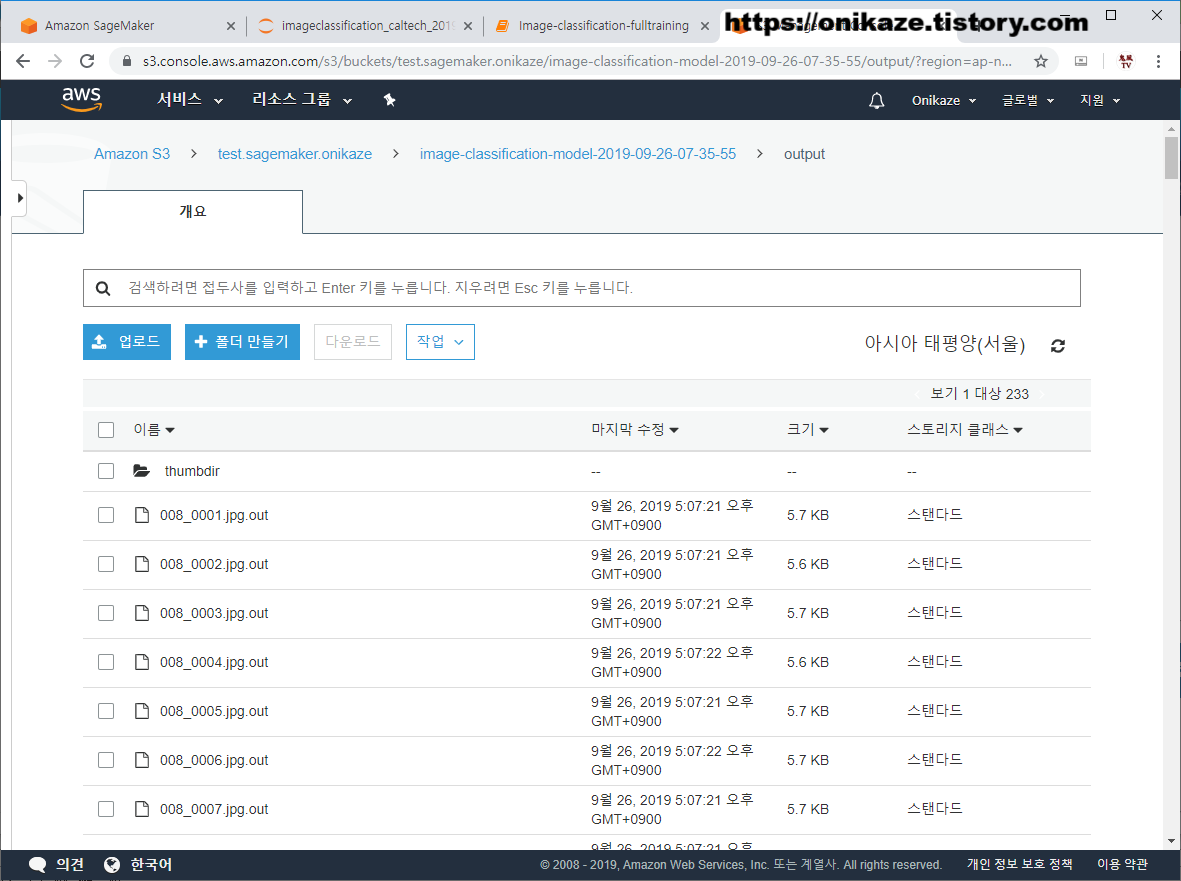 Amazon SageMaker
imageclassification_caltech_2019
Image-classification-fulltraining
https://onikaze.tistory.com
s3.console.aws.amazon.com/s3/buckets/test.sagemaker.onikaze/image-classification-model-2019-09-26-07-35-55/output/?region=ap-n...
aws
서비스
리소스 그룹
Onikaze
글로벌
지원
Amazon S3 > test.sagemaker.onikaze > image-classification-model-2019-09-26-07-35-55 > output
개요
검색하려면 접두사를 입력하고 Enter 키를 누릅니다. 지우려면 Esc 키를 누릅니다.
업로드
폴더 만들기
다운로드
작업
아시아 태평양(서울)
보기 1 대상 233
이름 마지막 수정 크기 스토리지 클래스
thumbdir -- -- --
008_0001.jpg.out 9월 26, 2019 5:07:21 오후 GMT+0900 5.7 KB 스탠다드
008_0002.jpg.out 9월 26, 2019 5:07:21 오후 GMT+0900 5.6 KB 스탠다드
008_0003.jpg.out 9월 26, 2019 5:07:21 오후 GMT+0900 5.7 KB 스탠다드
008_0004.jpg.out 9월 26, 2019 5:07:22 오후 GMT+0900 5.6 KB 스탠다드
008_0005.jpg.out 9월 26, 2019 5:07:21 오후 GMT+0900 5.7 KB 스탠다드
008_0006.jpg.out 9월 26, 2019 5:07:22 오후 GMT+0900 5.7 KB 스탠다드
008_0007.jpg.out 9월 26, 2019 5:07:21 오후 GMT+0900 5.7 KB 스탠다드
9월 26, 2019 5:07:21 오후
의견
한국어
© 2008 - 2019, Amazon Web Services, Inc. 또는 계열사. All rights reserved.
개인 정보 보호 정책
이용 약관